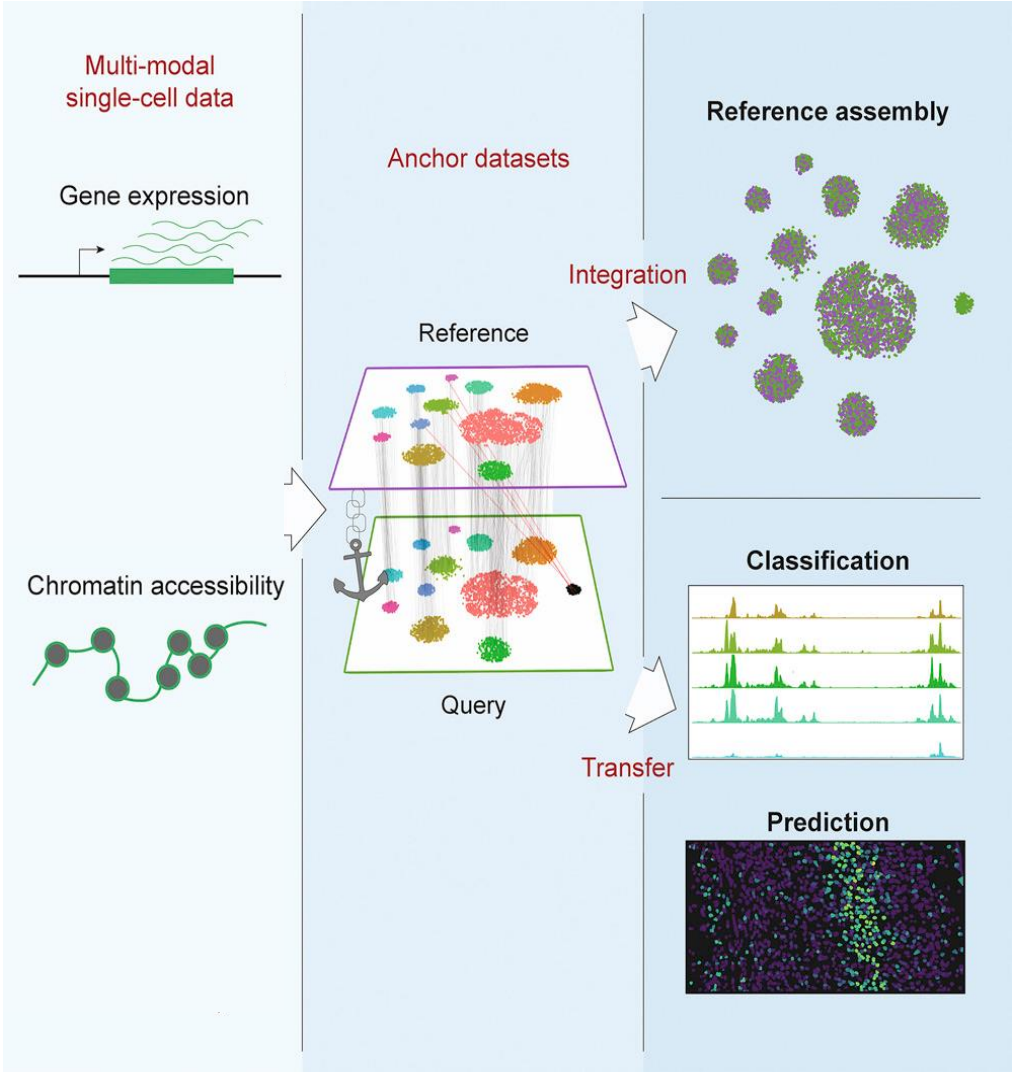 Multi-modal
single-cell data
Gene expression
Chromatin accessibility
Anchor datasets
Reference
Query
Integration
Transfer
Reference assembly
Classification
Prediction